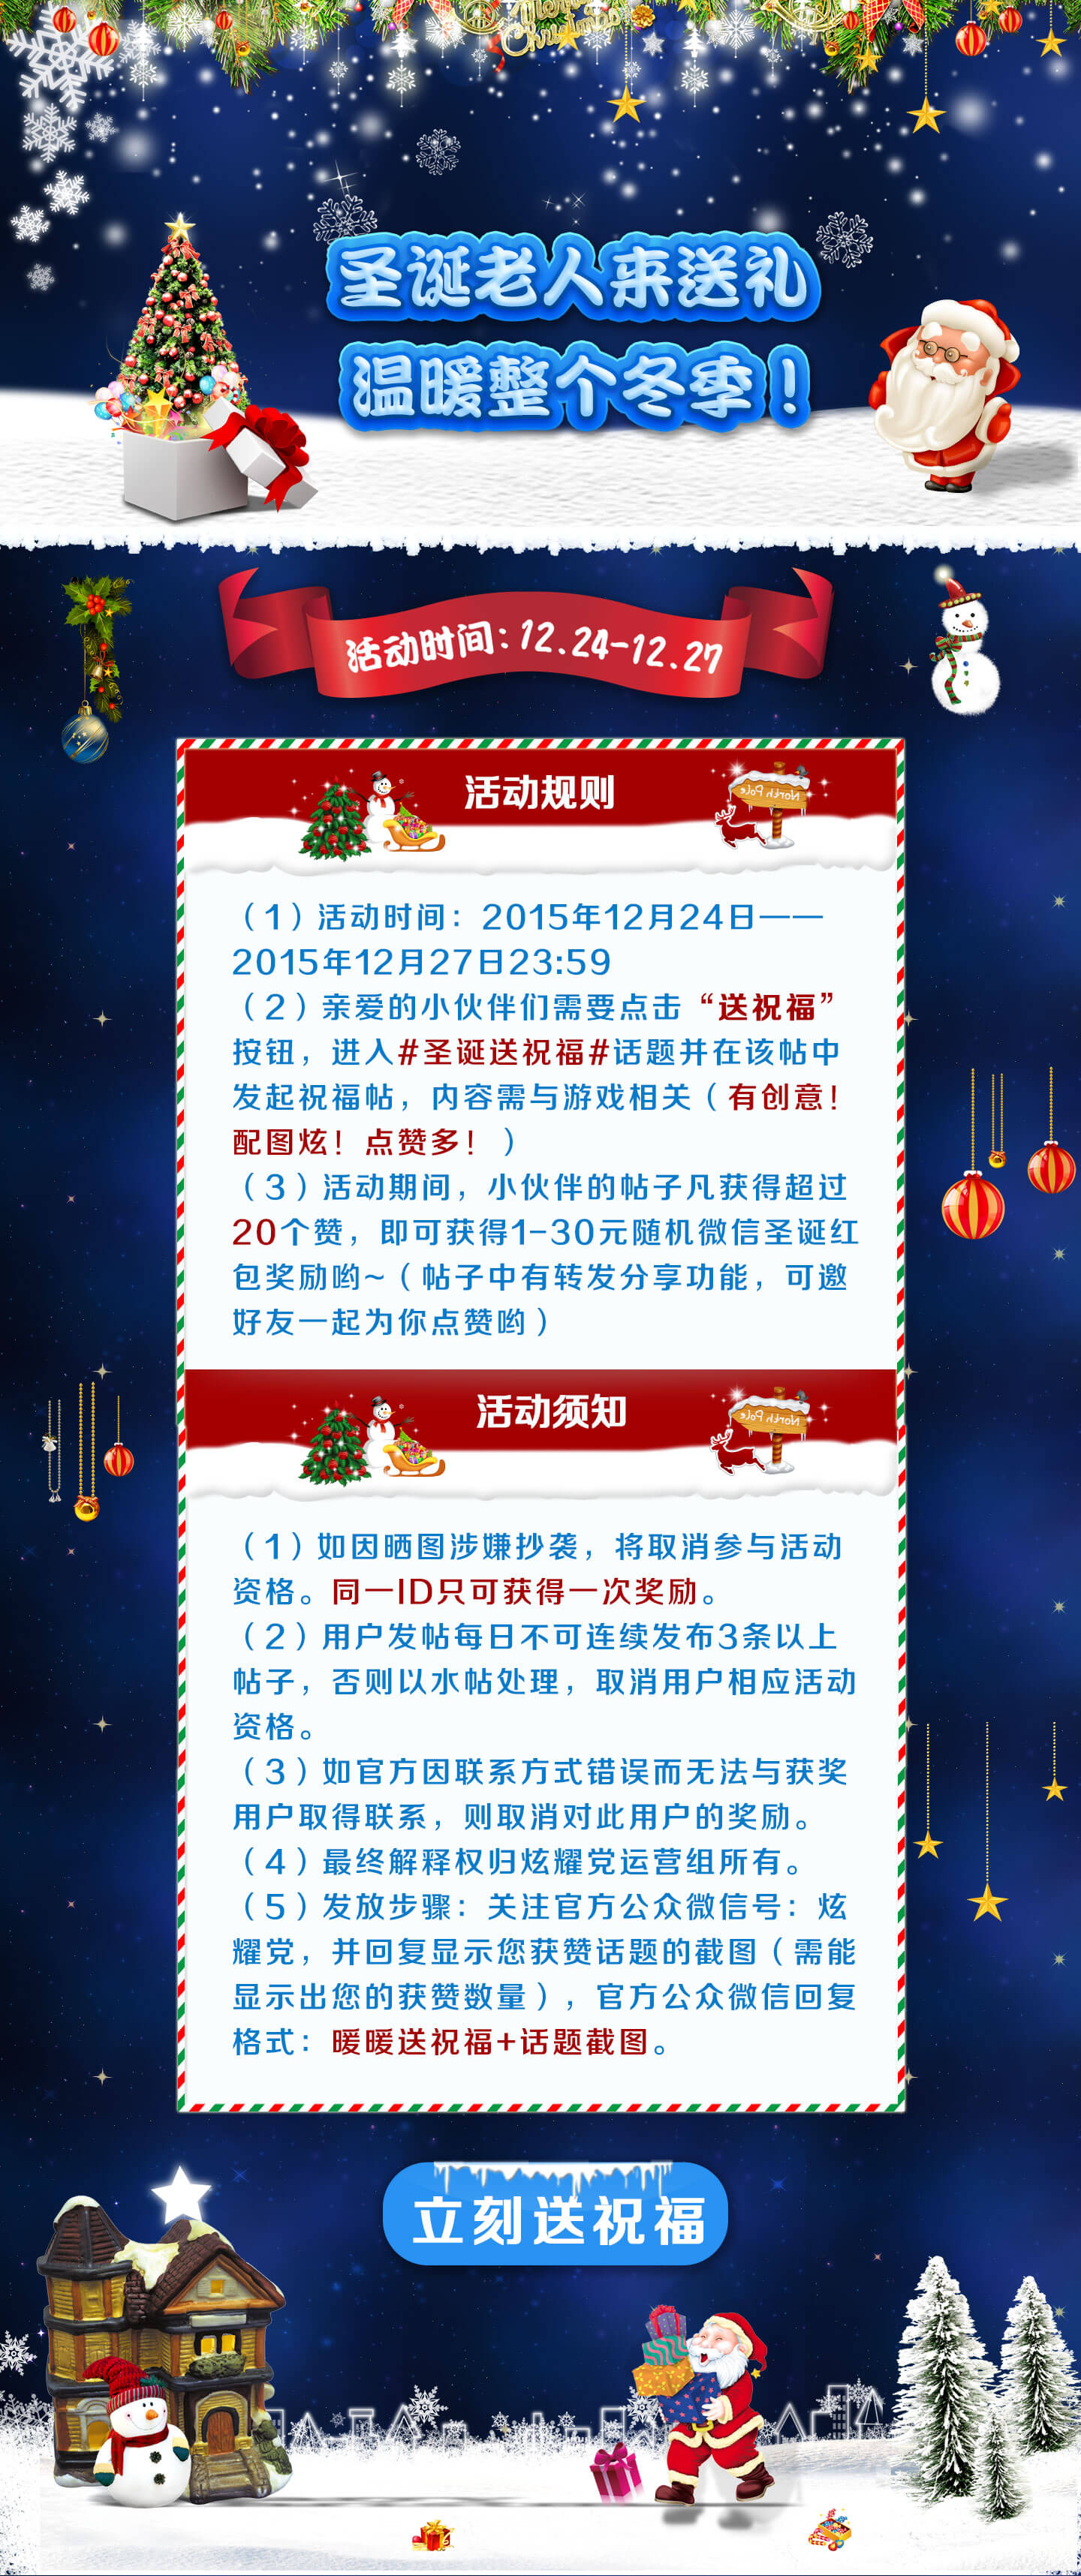 Merry
Christmas
圣诞老人来送礼
温暖整个冬季！
活动时间：12.24-12.27
活动规则
North Pole
（1）活动时间：2015年12月24日——
2015年12月27日23:59
（2）亲爱的小伙伴们需要点击“送祝福”
按钮，进入#圣诞送祝福#话题并在该帖中
发起祝福帖，内容需与游戏相关（有创意！
配图炫！点赞多！）
（3）活动期间，小伙伴的帖子凡获得超过
20个赞，即可获得1-30元随机微信圣诞红
包奖励哟~（帖子中有转发分享功能，可邀
好友一起为你点赞哟）
活动须知
North Pole
（1）如因晒图涉嫌抄袭，将取消参与活动
资格。同一ID只可获得一次奖励。
（2）用户发帖每日不可连续发布3条以上
帖子，否则以水帖处理，取消用户相应活动
资格。
（3）如官方因联系方式错误而无法与获奖
用户取得联系，则取消对此用户的奖励。
（4）最终解释权归炫耀党运营组所有。
（5）发放步骤：关注官方公众微信号：炫
耀党，并回复显示您获赞话题的截图（需能
显示出您的获赞数量），官方公众微信回复
格式：暖暖送祝福+话题截图。
立刻送祝福